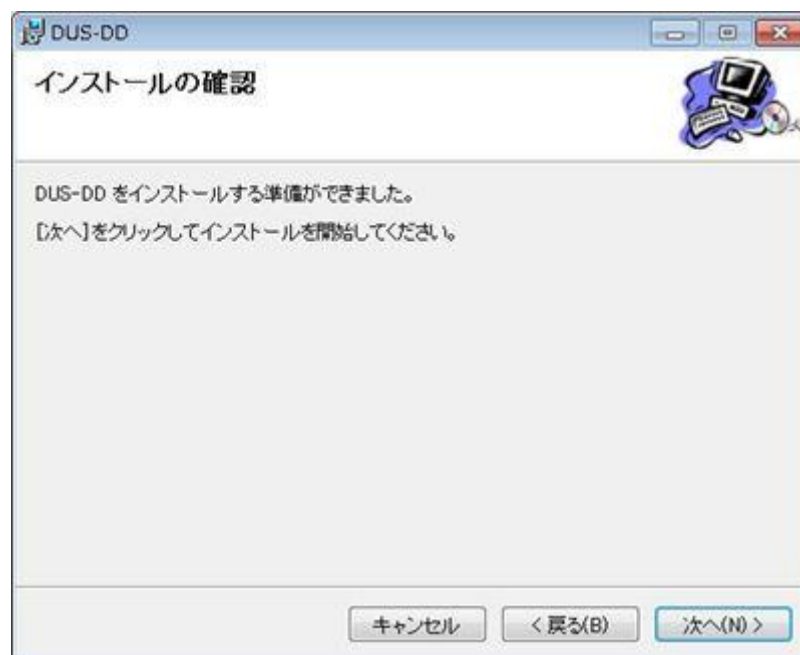 DUS-DD
インストールの確認
DUS-DD をインストールする準備ができました。
[次へ]をクリックしてインストールを開始してください。
キャンセル
< 戻る(B)
次へ(N) >